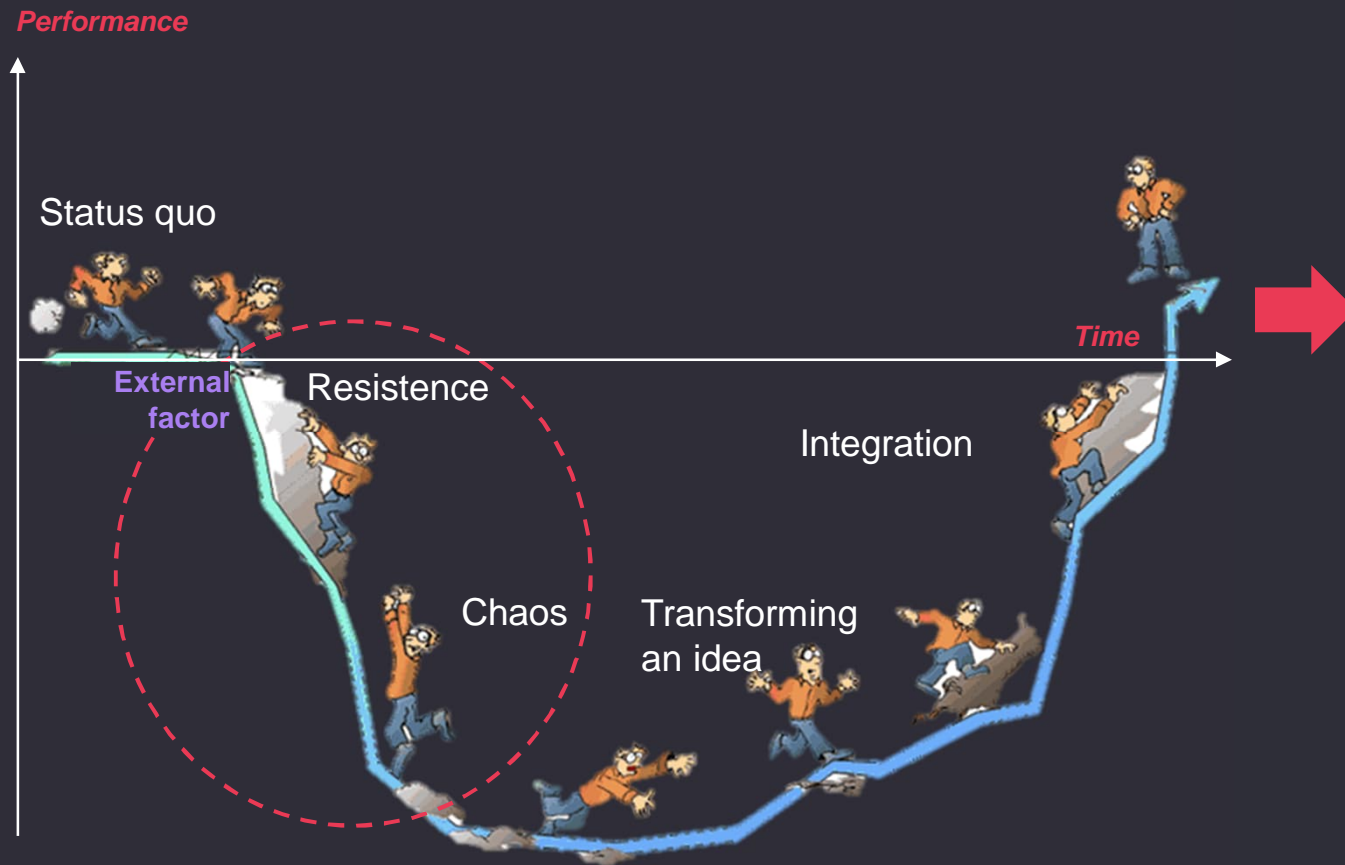 Performance
Status quo
Time
External
factor
Resistence
Integration
Chaos
Transforming
an idea